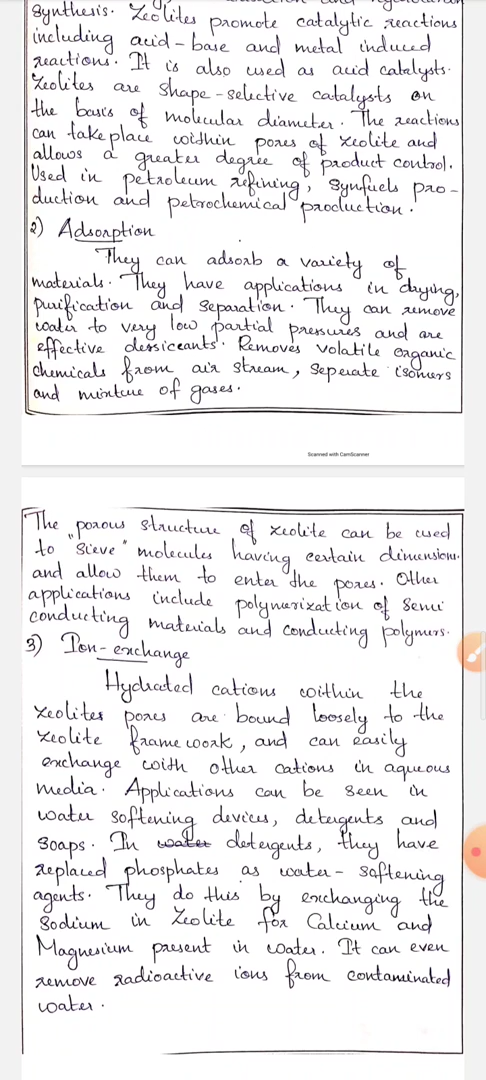 Synthesis. Zeolites promote catalytic reactions
including acid-base and metal induced
reactions. It is also used as acid catalysts.
Zeolites are shape-selective catalysts on
the basis of molecular diameter. The reactions
can take place within pores of zeolite and
allows a greater degree of product control.
Used in petroleum refining, synfuels pro-
duction and petrochemical production.
2) Adsorption
They can adsorb a variety of
materials. They have applications in drying,
purification and separation. They can remove
water to very low partial pressures and are
effective dessiccants. Removes volatile organic
chemicals from air stream, seperate isomers
and mixture of gases.
Scanned with CamScanner
The porous structure of zeolite can be used
to "sieve" molecules having certain dimensions
and allow them to enter the pores. Other
applications include polymerization of semi
conducting materials and conducting polymers.
3) Ion-exchange
Hydrated cations within the
zeolites pores are bound loosely to the
zeolite frame work, and can easily
exchange with other cations in aqueous
media. Applications can be seen in
water softening devices, detergents and
soaps. In water detergents, they have
replaced phosphates as water-softening
agents. They do this by exchanging the
Sodium in Zeolite for Calcium and
Magnesium present in water. It can even
remove radioactive ions from contaminated
water.